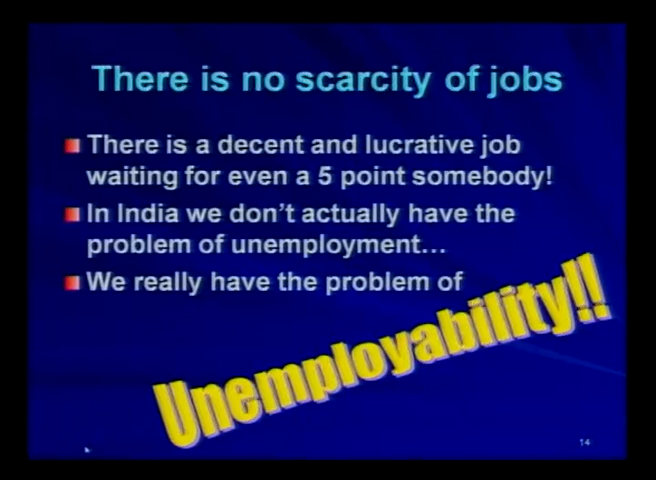 There is no scarcity of jobs
There is a decent and lucrative job
waiting for even a 5 point somebody!
In India we don't actually have the
problem of unemployment...
We really have the problem of
Unemployability!!
14